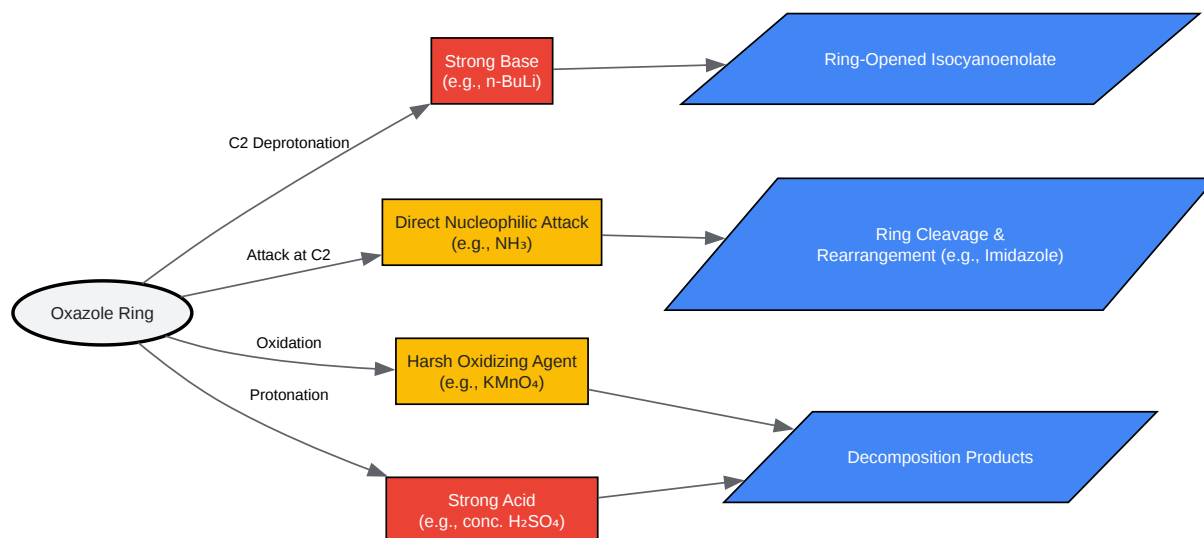 Strong Base
(e.g., n-BuLi)
Ring-Opened Isocyanoenolate
C2 Deprotonation
Direct Nucleophilic Attack
(e.g., NH₃)
Ring Cleavage &
Rearrangement (e.g., Imidazole)
Attack at C2
Oxazole Ring
Oxidation
Harsh Oxidizing Agent
(e.g., KMnO₄)
Protonation
Decomposition Products
Strong Acid
(e.g., conc. H₂SO₄)